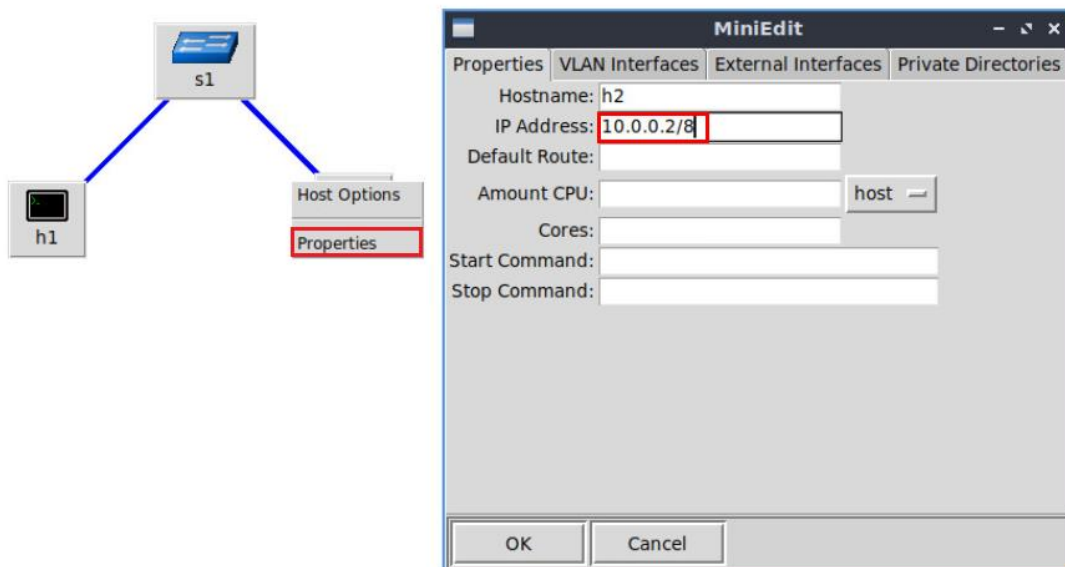 s1
h1
Host Options
Properties
MiniEdit
Properties VLAN Interfaces External Interfaces Private Directories
Hostname: h2
IP Address: 10.0.0.2/8
Default Route:
Amount CPU: host
Cores:
Start Command:
Stop Command:
OK Cancel